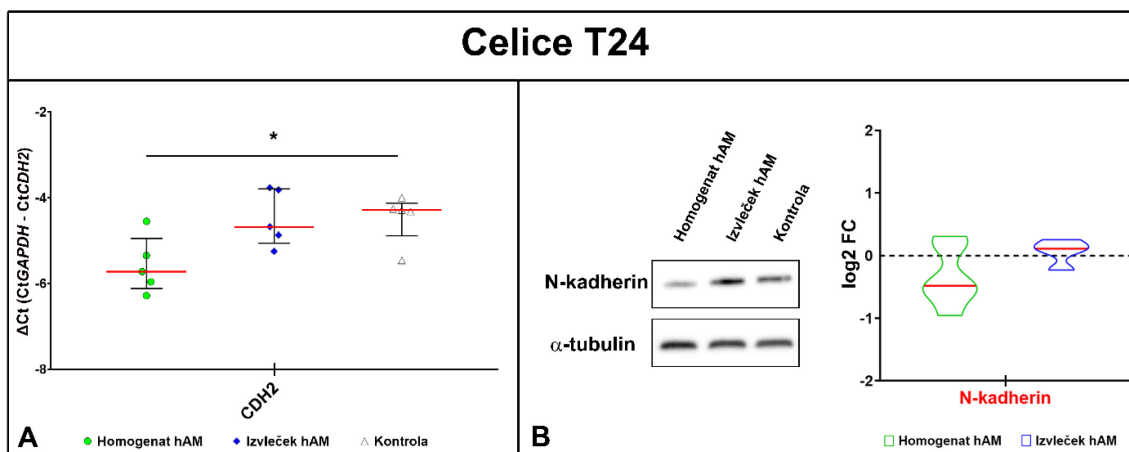 Celice T24
ΔCt (CtGAPDH - CtCDH2)
-2
-4
-6
-8
*
CDH2
A
Homogenat hAM
Izvleček hAM
Kontrola
Homogenat hAM
Izvleček hAM
Kontrola
N-kadherin
α-tubulin
B
log2 FC
2
1
0
-1
-2
N-kadherin
Homogenat hAM
Izvleček hAM